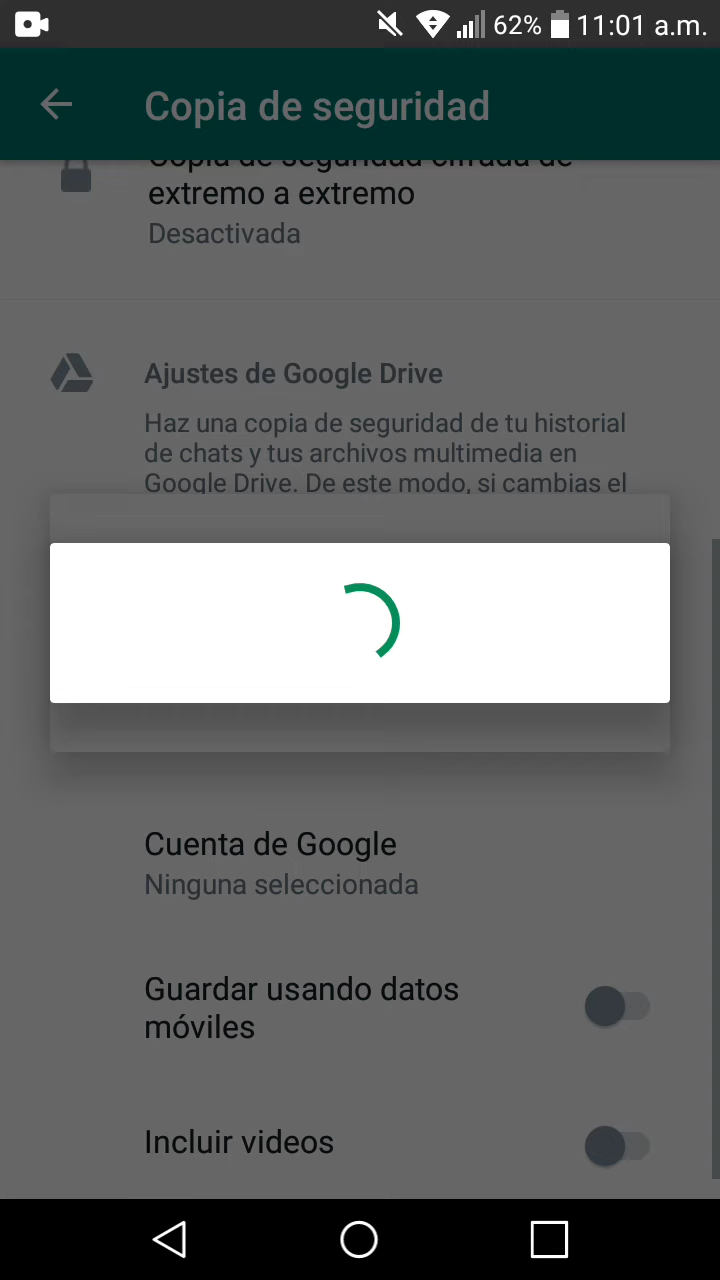 62% 11:01 a.m.
Copia de seguridad
Copia de seguridad cifrada de
extremo a extremo
Desactivada
Ajustes de Google Drive
Haz una copia de seguridad de tu historial
de chats y tus archivos multimedia en
Google Drive. De este modo, si cambias el
Cuenta de Google
Ninguna seleccionada
Guardar usando datos
móviles
Incluir videos